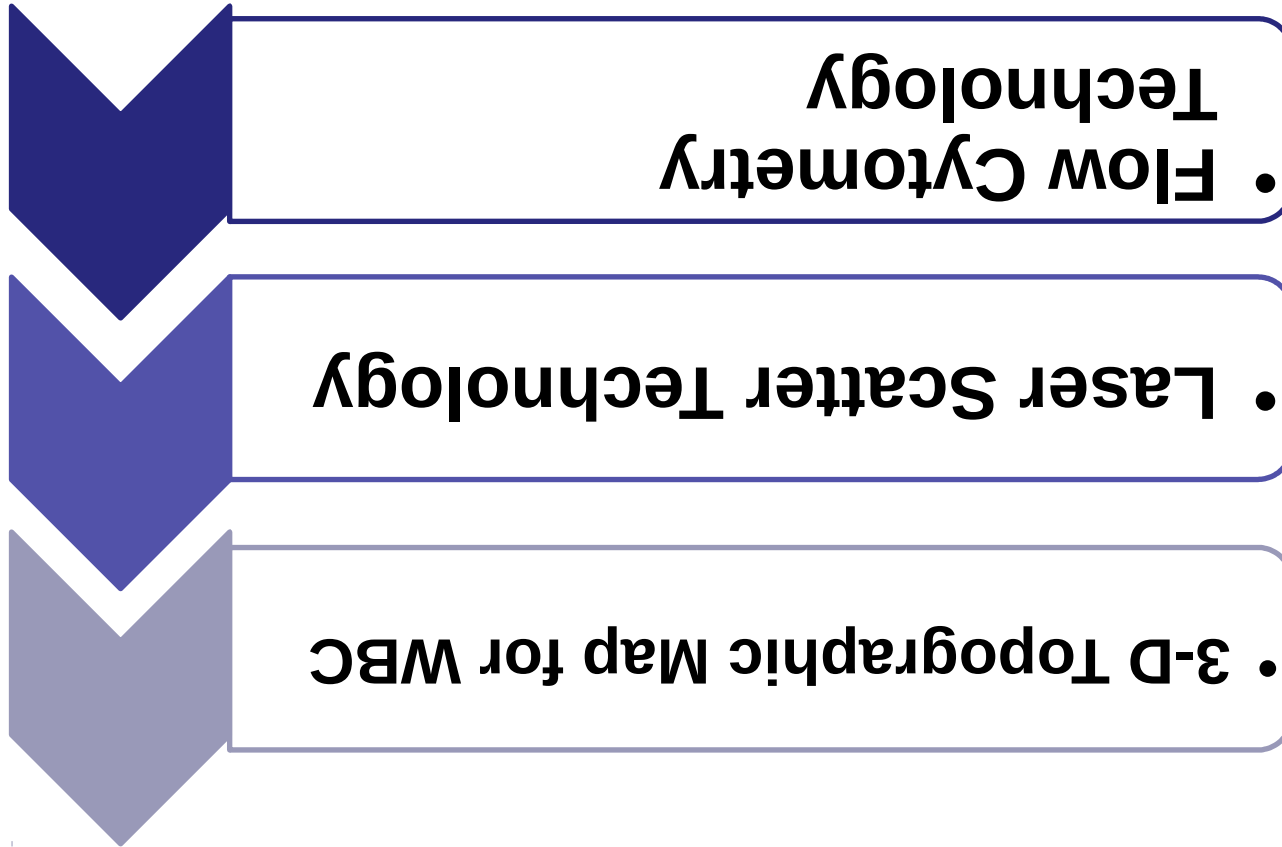 • Flow Cytometry
Technology
• Laser Scatter Technology
• 3-D Topographic Map for WBC